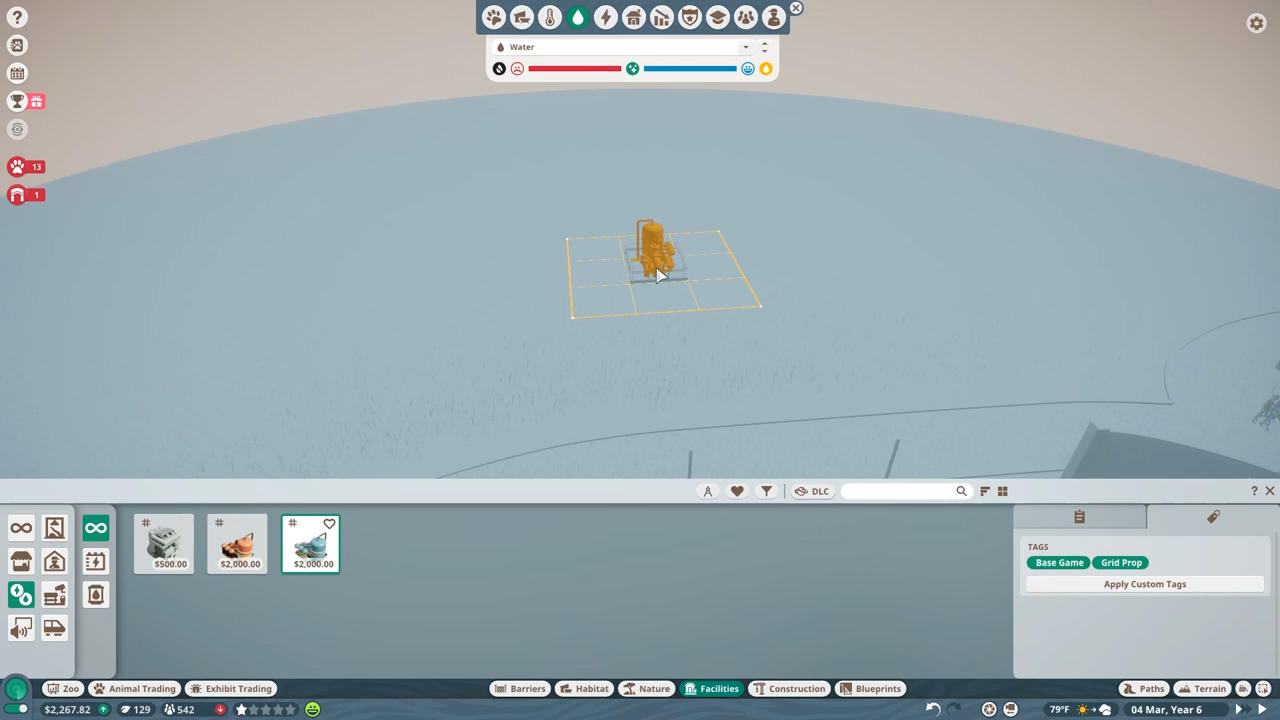 ?
Water
13
1
DLC
?
$500.00
$2,000.00
$2,000.00
TAGS
Base Game
Grid Prop
Apply Custom Tags
Zoo
Animal Trading
Exhibit Trading
Barriers
Habitat
Nature
Facilities
Construction
Blueprints
Paths
Terrain
$2,267.82
129
542
79°F
04 Mar, Year 6